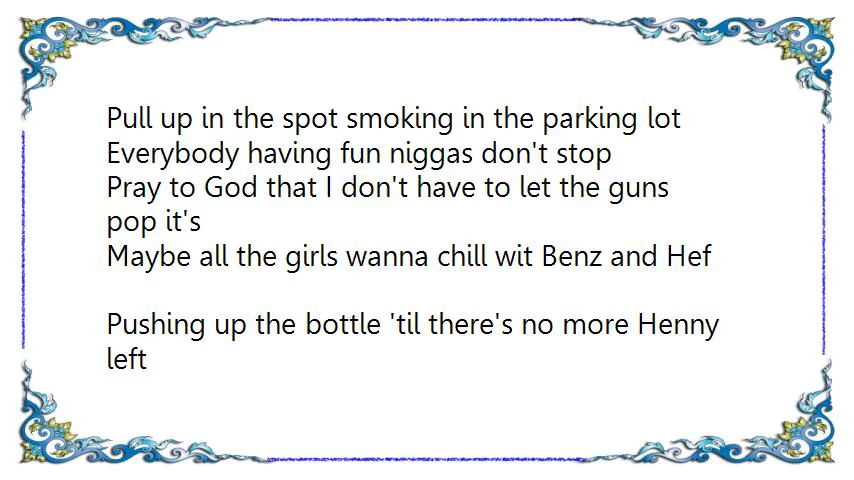 Pull up in the spot smoking in the parking lot
Everybody having fun niggas don't stop
Pray to God that I don't have to let the guns
pop it's
Maybe all the girls wanna chill wit Benz and Hef
Pushing up the bottle 'til there's no more Henny
left